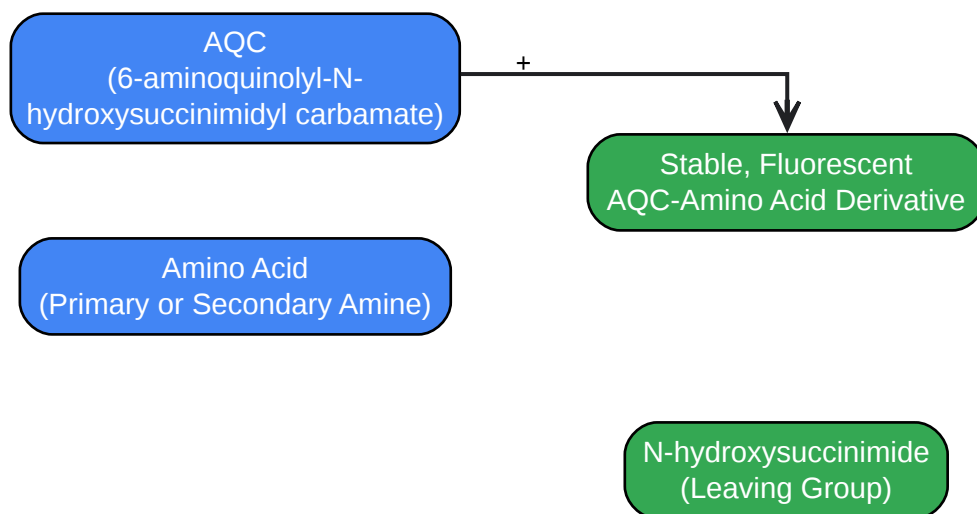 AQC
(6-aminoquinolyl-N-
hydroxysuccinimidyl carbamate)
+
Stable, Fluorescent
AQC-Amino Acid Derivative
Amino Acid
(Primary or Secondary Amine)
N-hydroxysuccinimide
(Leaving Group)